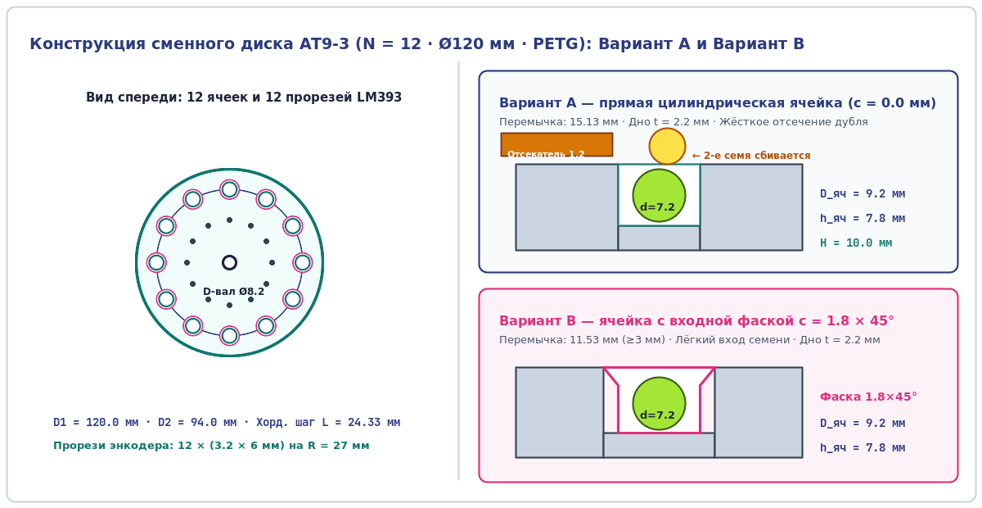 Конструкция сменного диска АТ9-3 (N = 12 · Ø120 мм · PETG): Вариант А и Вариант В
Вид спереди: 12 ячеек и 12 прорезей LM393
D-вал Ø8.2
D1 = 120.0 мм · D2 = 94.0 мм · Хорд. шаг L = 24.33 мм
Прорези энкодера: 12 × (3.2 × 6 мм) на R = 27 мм
Вариант А — прямая цилиндрическая ячейка (с = 0.0 мм)
Перемычка: 15.13 мм · Дно t = 2.2 мм · Жёсткое отсечение дубля
Отсекатель 1.2
← 2-е семя сбивается
d=7.2
D_яч = 9.2 мм
h_яч = 7.8 мм
H = 10.0 мм
Вариант В — ячейка с входной фаской с = 1.8 × 45°
Перемычка: 11.53 мм (≥3 мм) · Лёгкий вход семени · Дно t = 2.2 мм
d=7.2
Фаска 1.8×45°
D_яч = 9.2 мм
h_яч = 7.8 мм